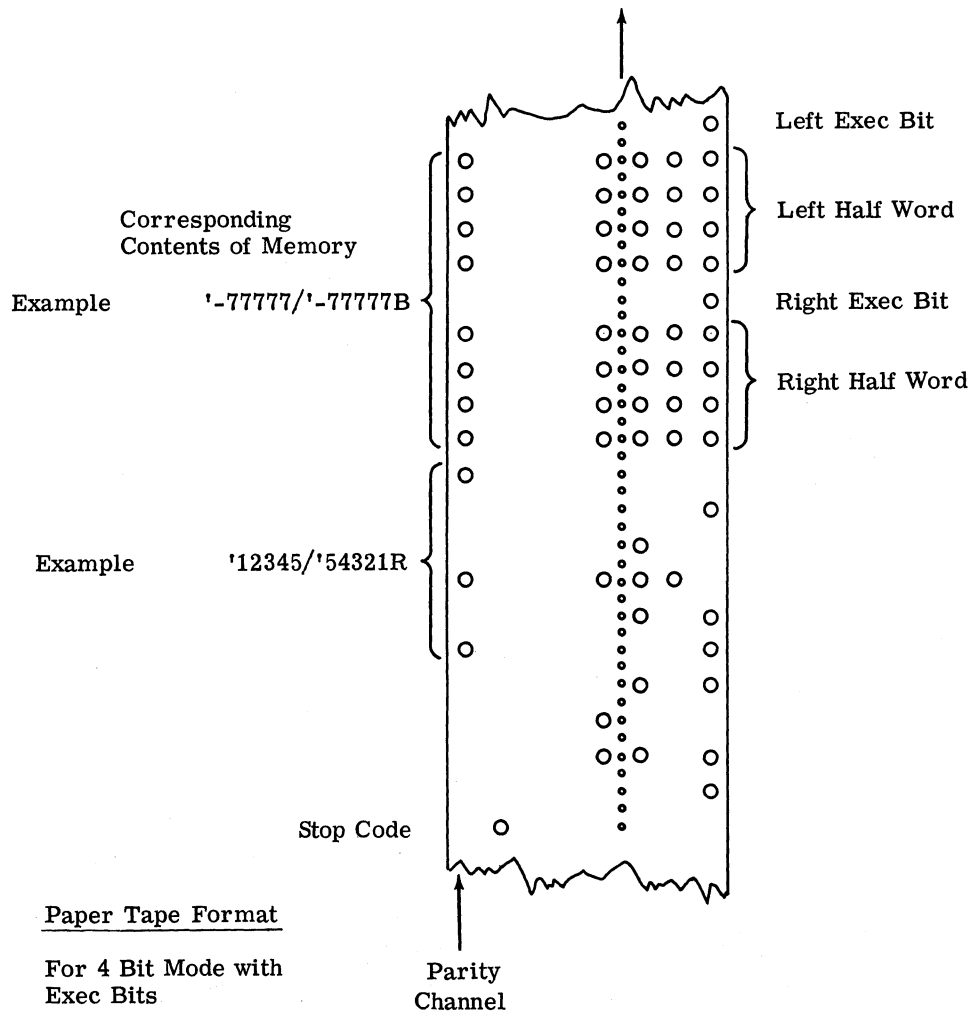 Left Exec Bit
Left Half Word
Corresponding
Contents of Memory
Example '-77777/'-77777B
Right Exec Bit
Right Half Word
Example '12345/'54321R
Stop Code
Paper Tape Format
For 4 Bit Mode with
Exec Bits
Parity
Channel